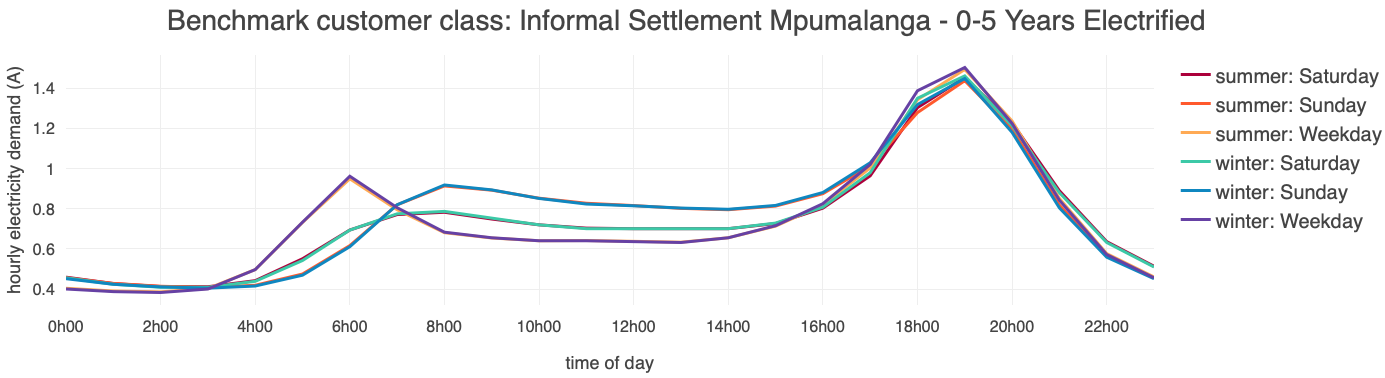 Benchmark customer class: Informal Settlement Mpumalanga - 0-5 Years Electrified
hourly electricity demand (A)
1.4
1.2
1
0.8
0.6
0.4
0h00 2h00 4h00 6h00 8h00 10h00 12h00 14h00 16h00 18h00 20h00 22h00
time of day
summer: Saturday
summer: Sunday
summer: Weekday
winter: Saturday
winter: Sunday
winter: Weekday